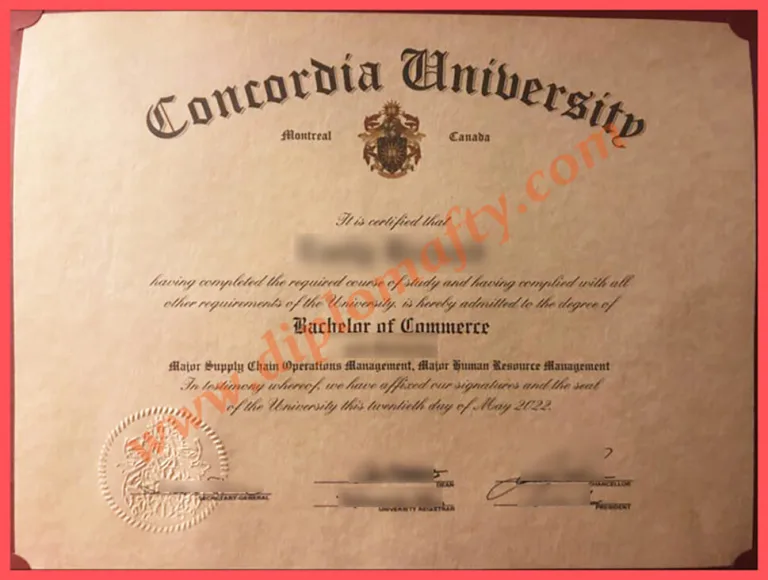 Concordia University
Montreal Canada
It is certified that
having completed the required course of study and having complied with all
other requirements of the University, is hereby admitted to the degree of
Bachelor of Commerce
Major Supply Chain Operations Management, Major Human Resource Management
In testimony whereof, we have affixed our signatures and the seal
of the University this twentieth day of May 2022.
SECRETARY-GENERAL
DEAN
CHANCELLOR
UNIVERSITY REGISTRAR
PRESIDENT
www.diplomafty.com